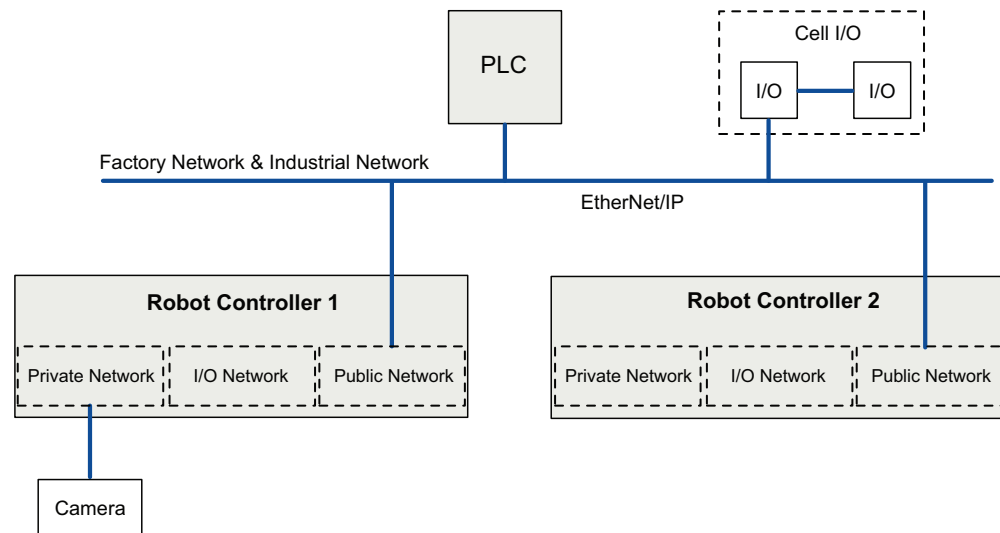 Cell I/O
PLC
I/O
I/O
Factory Network & Industrial Network
EtherNet/IP
Robot Controller 1
Private Network
I/O Network
Public Network
Robot Controller 2
Private Network
I/O Network
Public Network
Camera